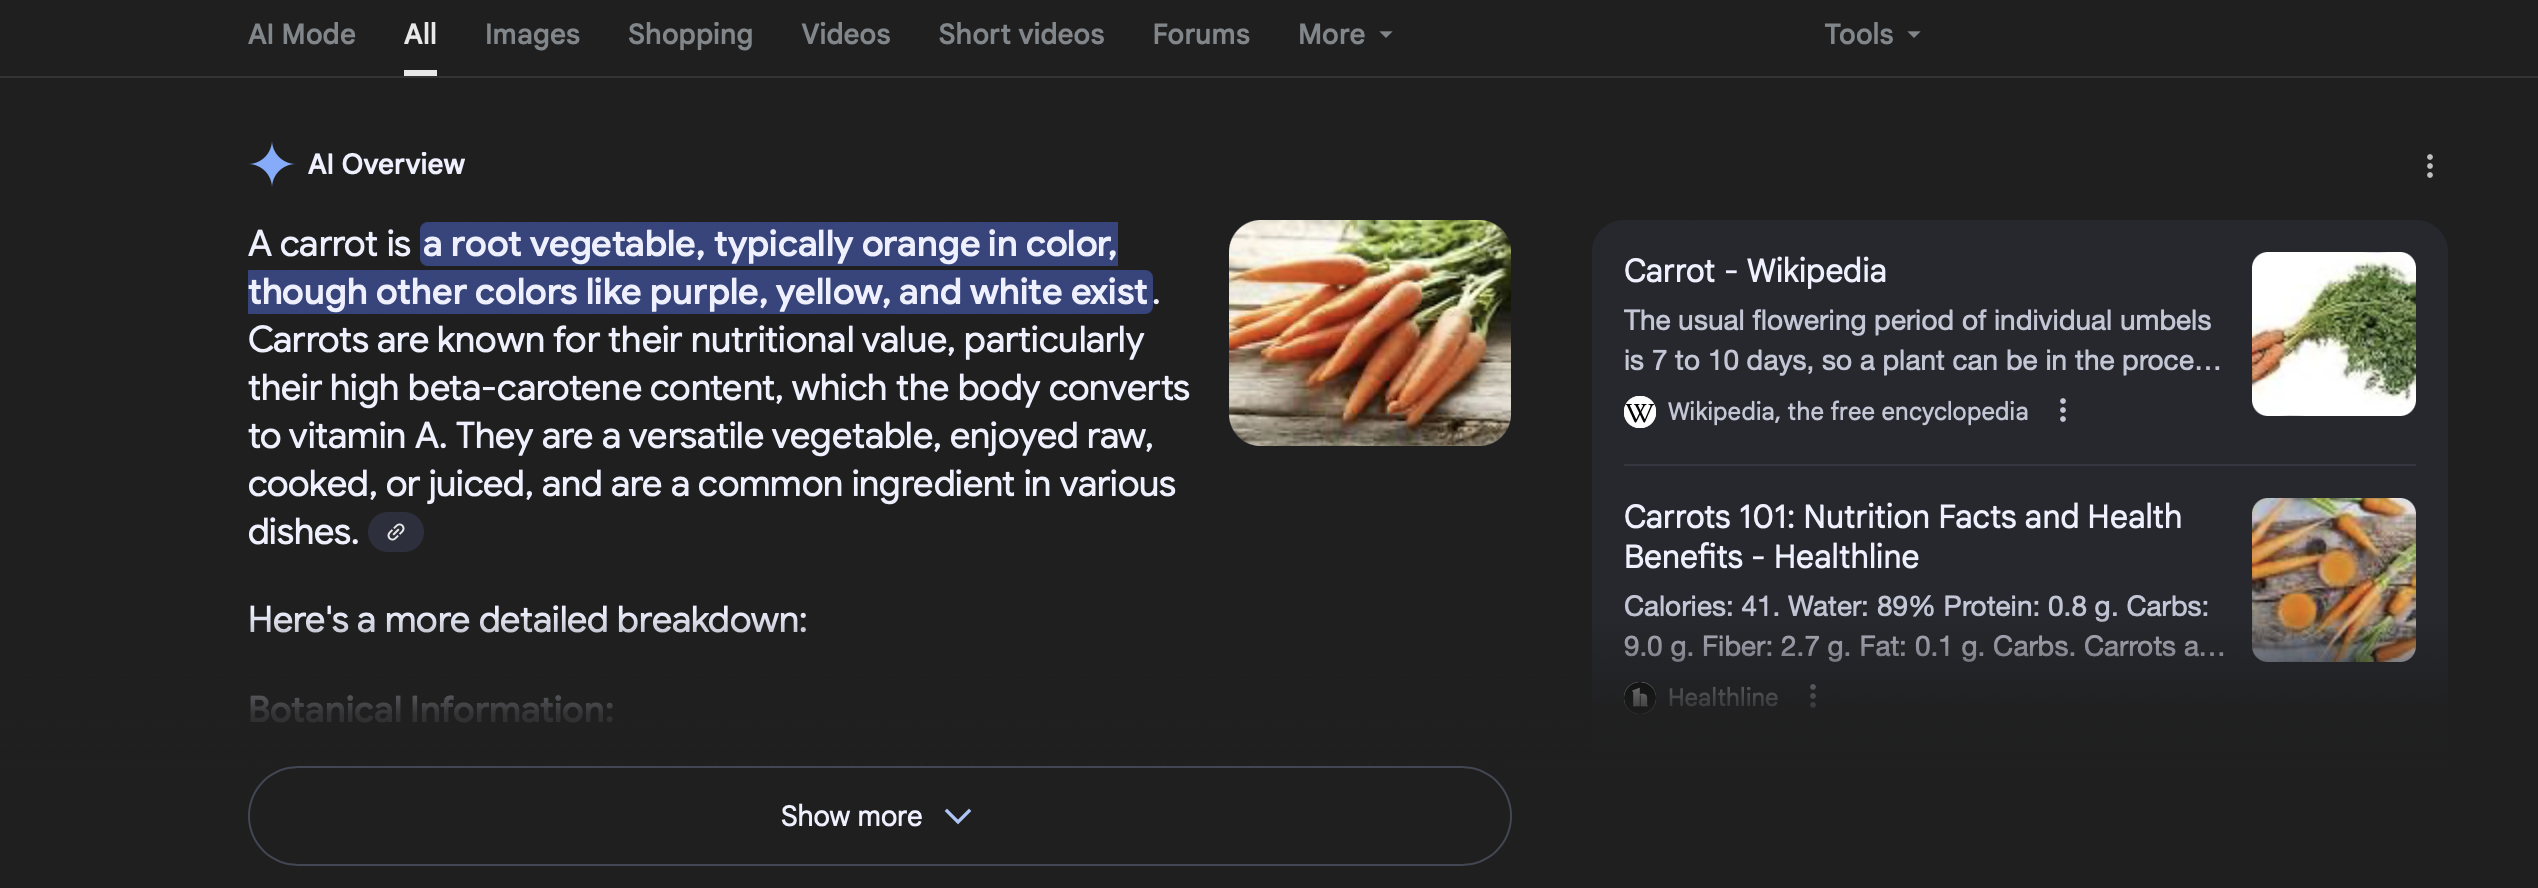 AI Mode All Images Shopping Videos Short videos Forums More Tools
AI Overview
A carrot is a root vegetable, typically orange in color,
though other colors like purple, yellow, and white exist.
Carrots are known for their nutritional value, particularly
their high beta-carotene content, which the body converts
to vitamin A. They are a versatile vegetable, enjoyed raw,
cooked, or juiced, and are a common ingredient in various
dishes.
Here's a more detailed breakdown:
Botanical Information:
Show more
Carrot - Wikipedia
The usual flowering period of individual umbels
is 7 to 10 days, so a plant can be in the proce...
W Wikipedia, the free encyclopedia
Carrots 101: Nutrition Facts and Health
Benefits - Healthline
Calories: 41. Water: 89% Protein: 0.8 g. Carbs:
9.0 g. Fiber: 2.7 g. Fat: 0.1 g. Carbs. Carrots a...
h Healthline